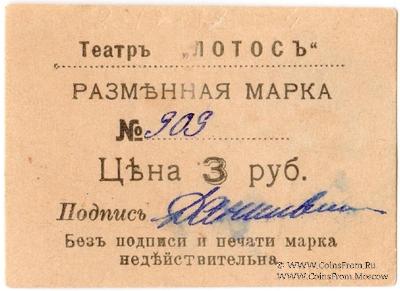 Театръ „ЛОТОСЪ“
РАЗМѢННАЯ МАРКА
№ 909
Цѣна 3 руб.
Подпись
Безъ подписи и печати марка
недѣйствительна
© www.CoinsFrom.Ru
www.CoinsFrom.Moscow